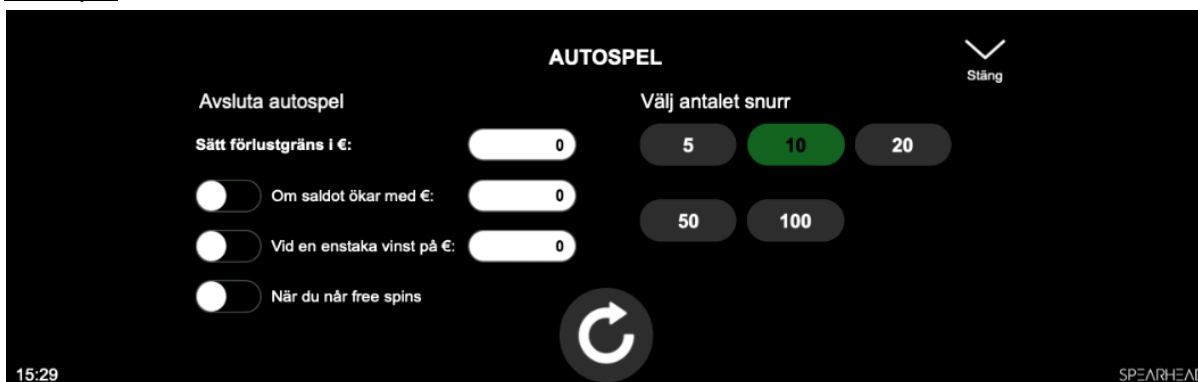 AUTOSPEL
Stäng
Avsluta autospel
Välj antalet snurr
Sätt förlustgräns i €:
0
5
10
20
Om saldot ökar med €:
0
50
100
Vid en enstaka vinst på €:
0
När du når free spins
15:29